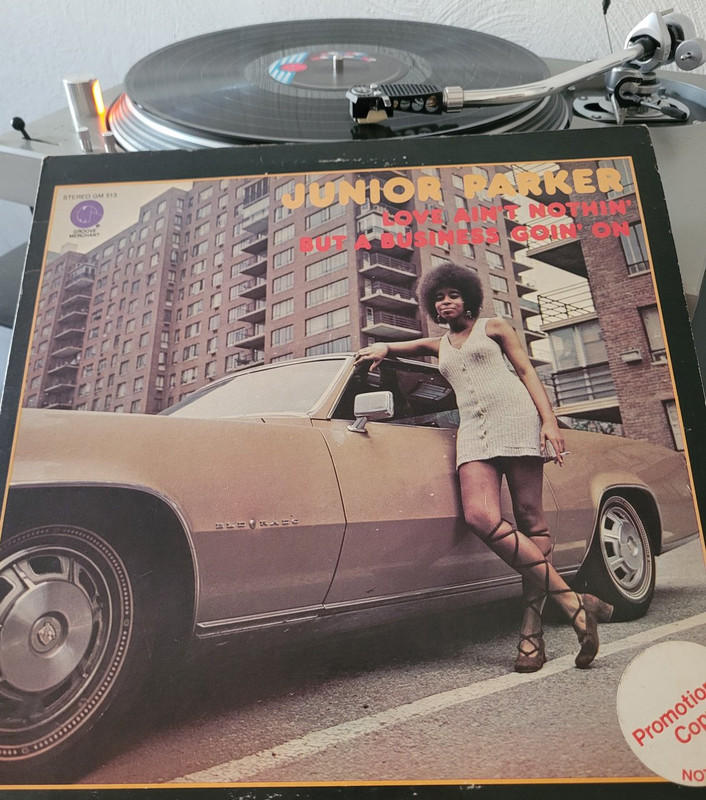 STEREO GM 513
GROOVE
MERCHANT
JUNIOR PARKER
LOVE AIN'T NOTHIN'
BUT A BUSINESS GOIN' ON
ELDORADO
Promotion
Cop
NOT